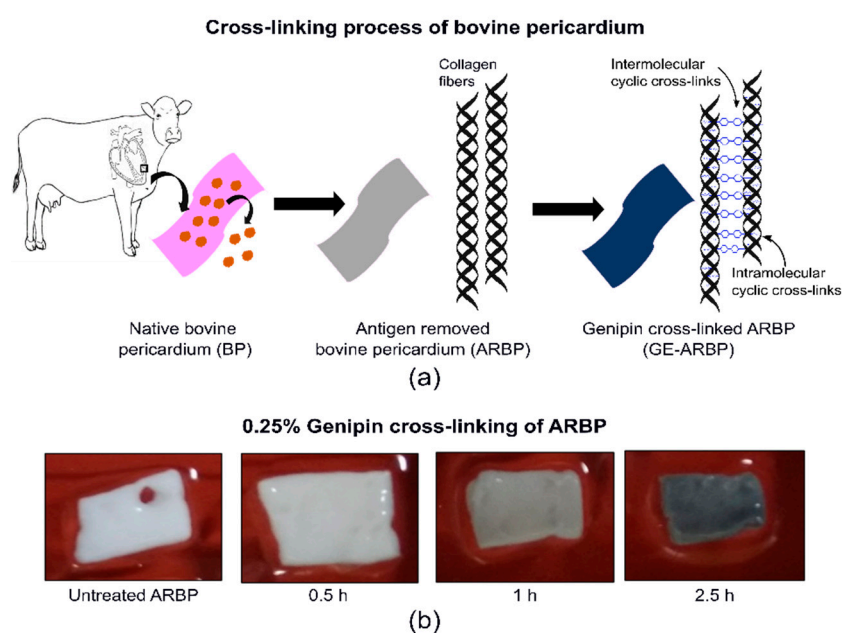 Cross-linking process of bovine pericardium
Collagen
fibers
Intermolecular
cyclic cross-links
Intramolecular
cyclic cross-links
Native bovine
pericardium (BP)
Antigen removed
bovine pericardium (ARBP)
Genipin cross-linked ARBP
(GE-ARBP)
(a)
0.25% Genipin cross-linking of ARBP
Untreated ARBP
0.5 h
1 h
2.5 h
(b)